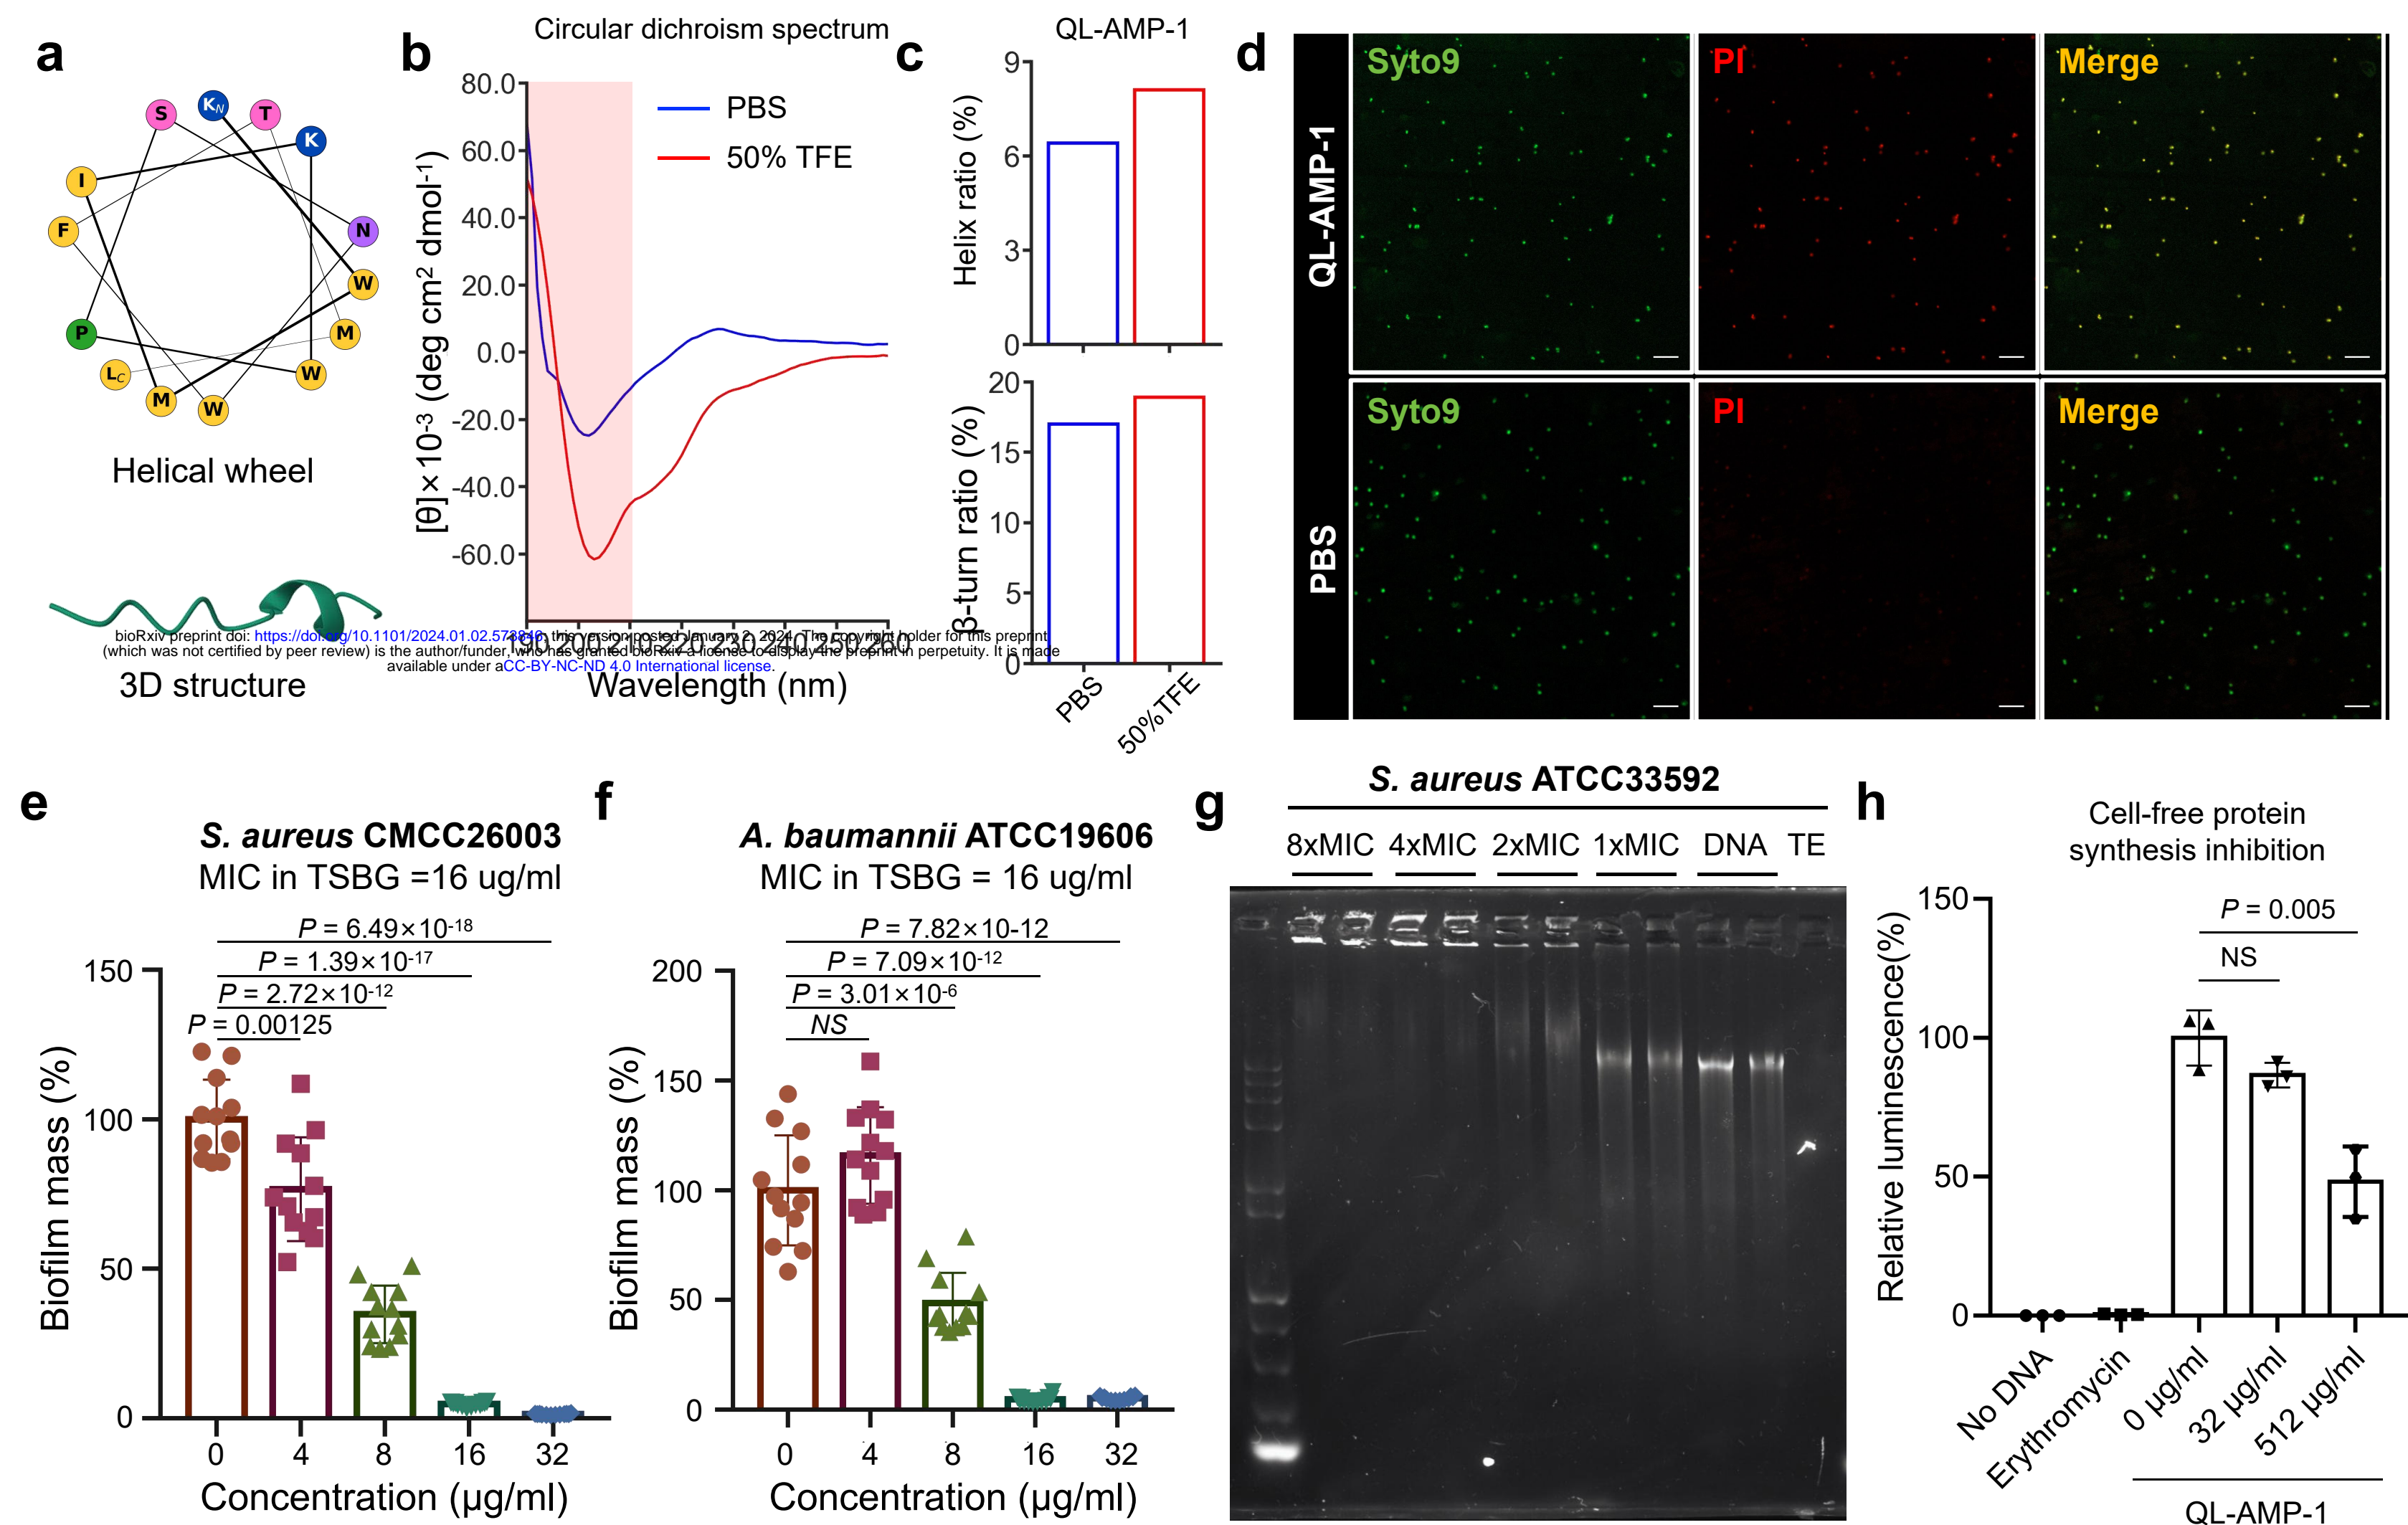 a
S
K_N
T
K
I
F
N
W
P
M
L_C
W
M
W
Helical wheel
3D structure
b
Circular dichroism spectrum
80.0
60.0
40.0
20.0
0.0
-20.0
-40.0
-60.0
[θ]×10⁻³ (deg cm² dmol⁻¹)
PBS
50% TFE
190 200 210 220 230 240 250 260
Wavelength (nm)
bioRxiv preprint doi: https://doi.org/10.1101/2024.01.02.573846; this version posted January 2, 2024. The copyright holder for this preprint
(which was not certified by peer review) is the author/funder, who has granted bioRxiv a license to display the preprint in perpetuity. It is made
available under aCC-BY-NC-ND 4.0 International license.
c
QL-AMP-1
9
6
3
0
Helix ratio (%)
20
15
10
5
0
β-turn ratio (%)
PBS
50%TFE
d
QL-AMP-1
Syto9
PI
Merge
PBS
Syto9
PI
Merge
e
S. aureus CMCC26003
MIC in TSBG =16 ug/ml
P = 6.49×10⁻¹⁸
P = 1.39×10⁻¹⁷
P = 2.72×10⁻¹²
P = 0.00125
150
100
50
0
Biofilm mass (%)
0 4 8 16 32
Concentration (μg/ml)
f
A. baumannii ATCC19606
MIC in TSBG = 16 ug/ml
P = 7.82×10-12
P = 7.09×10⁻¹²
P = 3.01×10⁻⁶
NS
200
150
100
50
0
Biofilm mass (%)
0 4 8 16 32
Concentration (μg/ml)
g
S. aureus ATCC33592
8xMIC 4xMIC 2xMIC 1xMIC DNA TE
h
Cell-free protein
synthesis inhibition
P = 0.005
NS
150
100
50
0
Relative luminescence(%)
No DNA
Erythromycin
0 μg/ml
32 μg/ml
512 μg/ml
QL-AMP-1